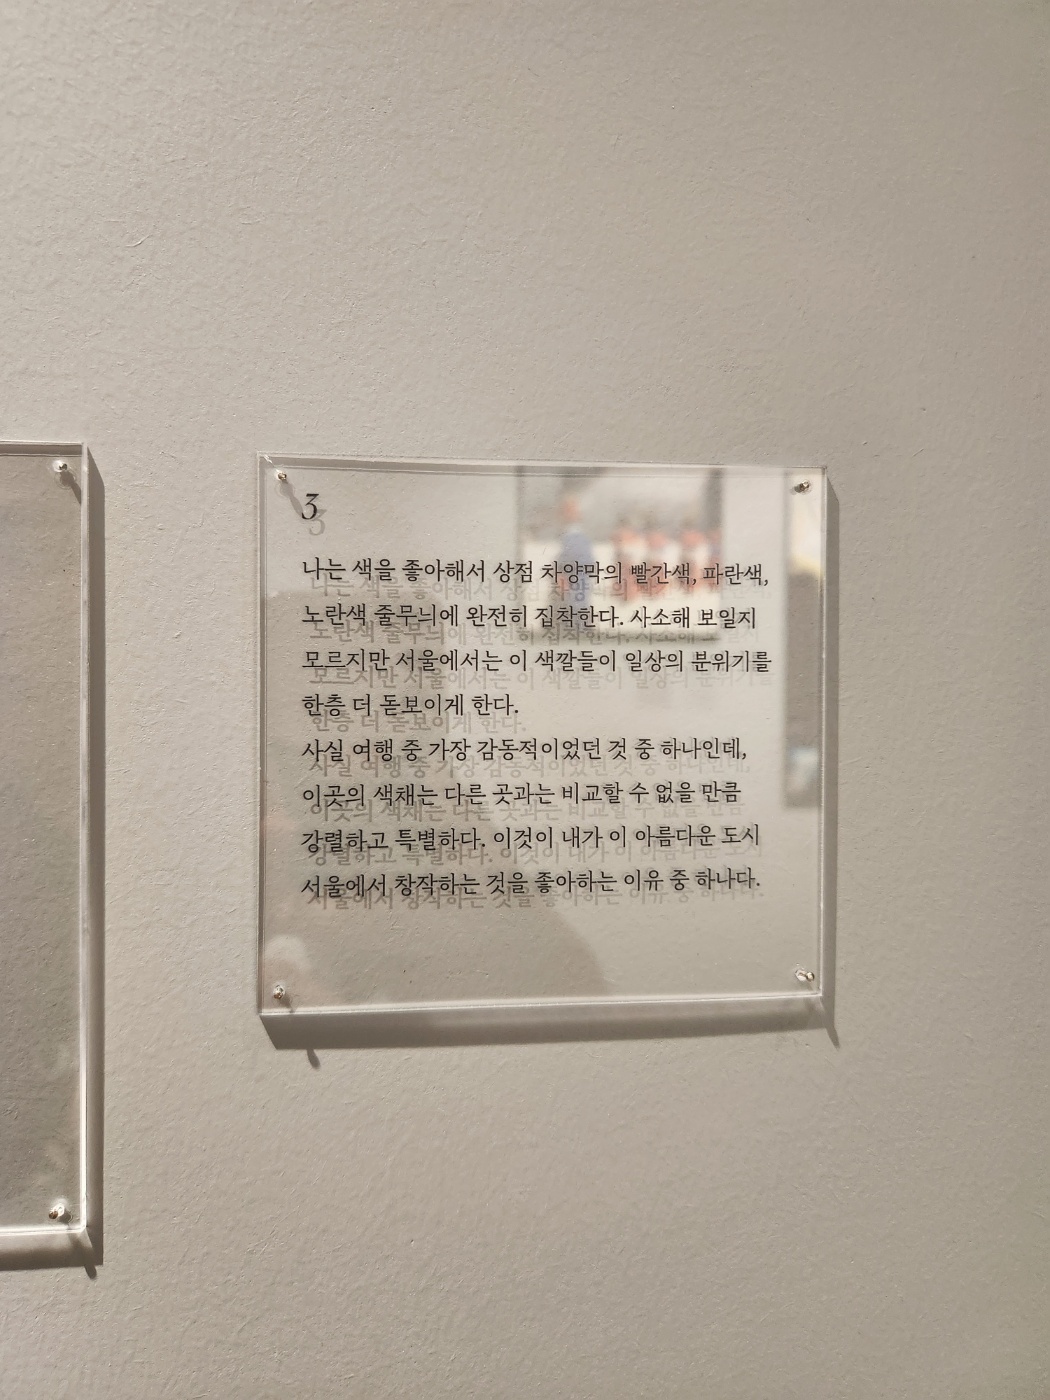 3
나는 색을 좋아해서 상점 차양막의 빨간색, 파란색,
노란색 줄무늬에 완전히 집착한다. 사소해 보일지
모르지만 서울에서는 이 색깔들이 일상의 분위기를
한층 더 돋보이게 한다.
사실 여행 중 가장 감동적이었던 것 중 하나인데,
이곳의 색채는 다른 곳과는 비교할 수 없을 만큼
강렬하고 특별하다. 이것이 내가 이 아름다운 도시
서울에서 창작하는 것을 좋아하는 이유 중 하나다.